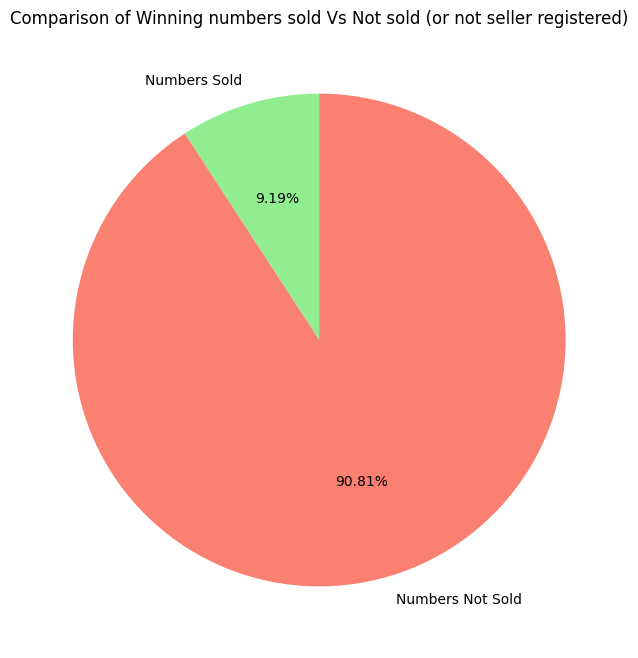 Comparison of Winning numbers sold Vs Not sold (or not seller registered)
Numbers Sold
9.19%
90.81%
Numbers Not Sold